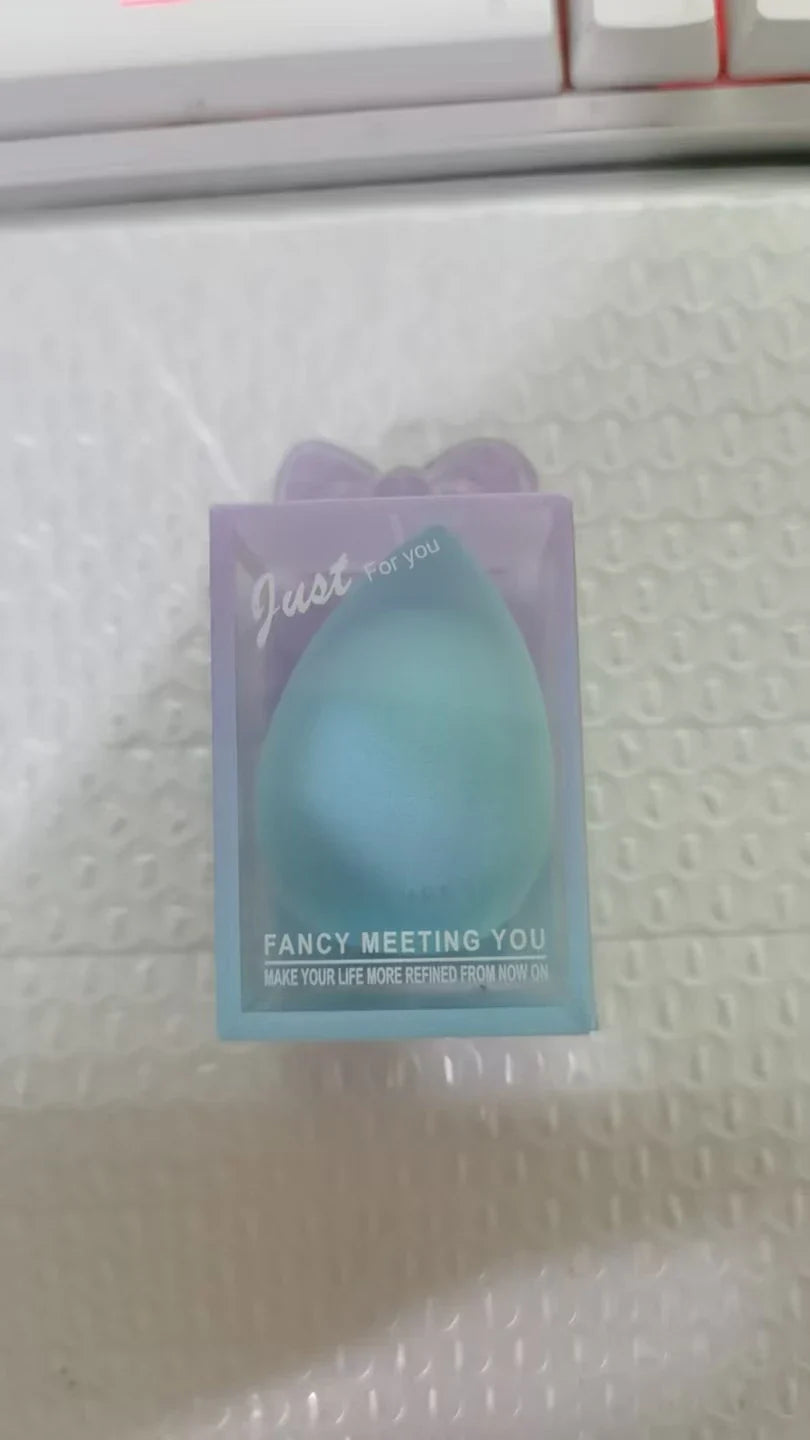 Just For you
FANCY MEETING YOU
MAKE YOUR LIFE MORE REFINED FROM NOW ON